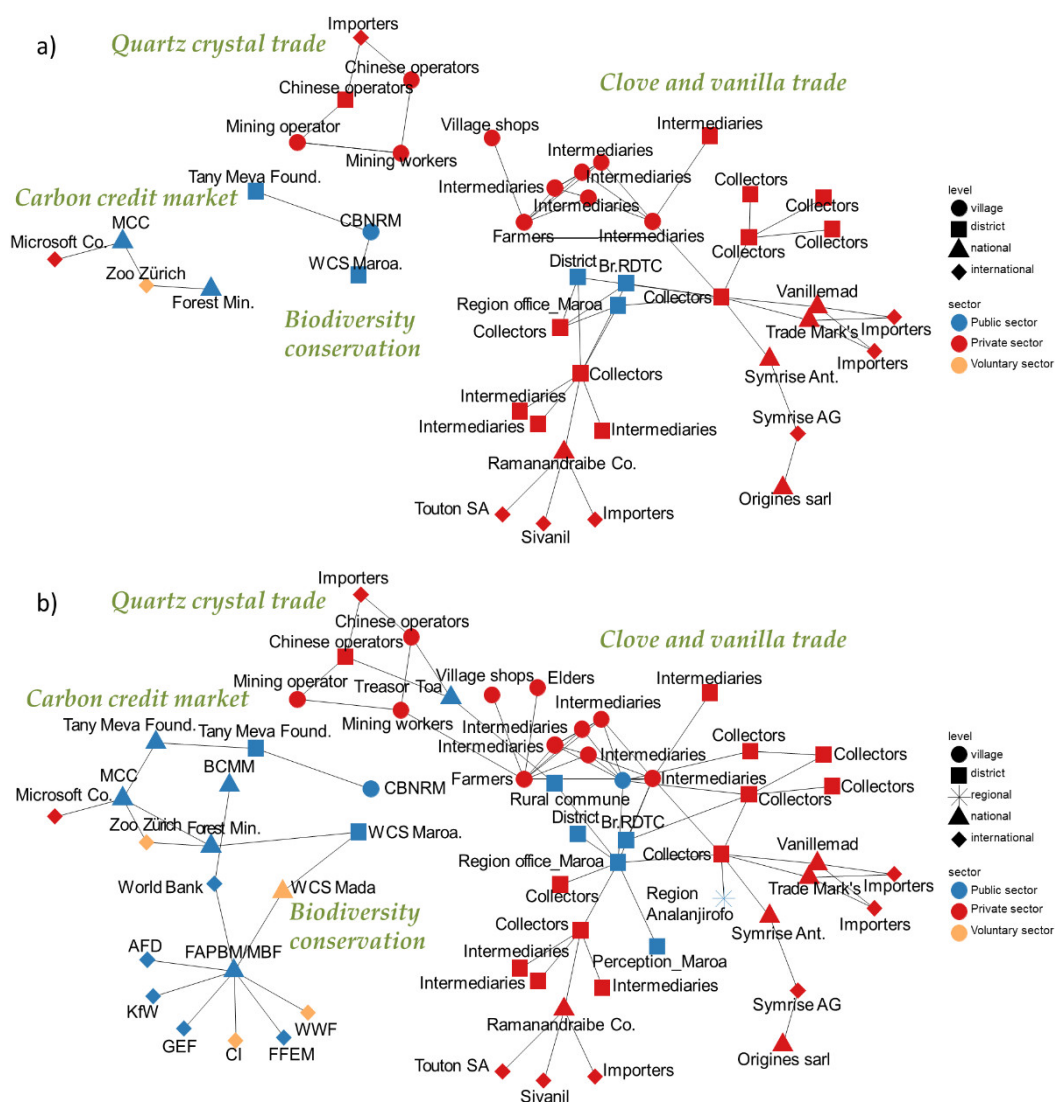 a)
Quartz crystal trade
Importers
Chinese operators
Chinese operators
Mining operator
Mining workers
Clove and vanilla trade
Village shops
Intermediaries
Intermediaries
Intermediaries
Intermediaries
Intermediaries
Farmers
Intermediaries
Collectors
Collectors
Collectors
Collectors
Tany Meva Found.
Carbon credit market
MCC
CBNRM
Microsoft Co.
Zoo Zürich
WCS Maroa.
Forest Min.
Biodiversity
conservation
District
Br.RDTC
Region office_Maroa
Collectors
Collectors
Vanillemad
Trade Mark's
Importers
Importers
Collectors
Symrise Ant.
Intermediaries
Intermediaries
Intermediaries
Symrise AG
Ramanandraibe Co.
Origines sarl
Touton SA
Importers
Sivanil
level
village
district
national
international
sector
Public sector
Private sector
Voluntary sector
b)
Quartz crystal trade
Importers
Chinese operators
Chinese operators
Mining operator
Treasor Toa
Mining workers
Clove and vanilla trade
Village shops
Elders
Intermediaries
Intermediaries
Intermediaries
Intermediaries
Intermediaries
Farmers
Intermediaries
Collectors
Collectors
Collectors
Collectors
Carbon credit market
Tany Meva Found.
Tany Meva Found.
MCC
BCMM
CBNRM
Microsoft Co.
Zoo Zürich
Forest Min.
WCS Maroa.
World Bank
WCS Mada
Biodiversity
conservation
AFD
FAPBM/MBF
KfW
GEF
CI
FFEM
WWF
Rural commune
District
Br.RDTC
Region office_Maroa
Collectors
Collectors
Region
Analanjirofo
Vanillemad
Trade Mark's
Importers
Importers
Collectors
Symrise Ant.
Intermediaries
Perception_Maroa
Intermediaries
Intermediaries
Symrise AG
Ramanandraibe Co.
Origines sarl
Touton SA
Importers
Sivanil
level
village
district
regional
national
international
sector
Public sector
Private sector
Voluntary sector